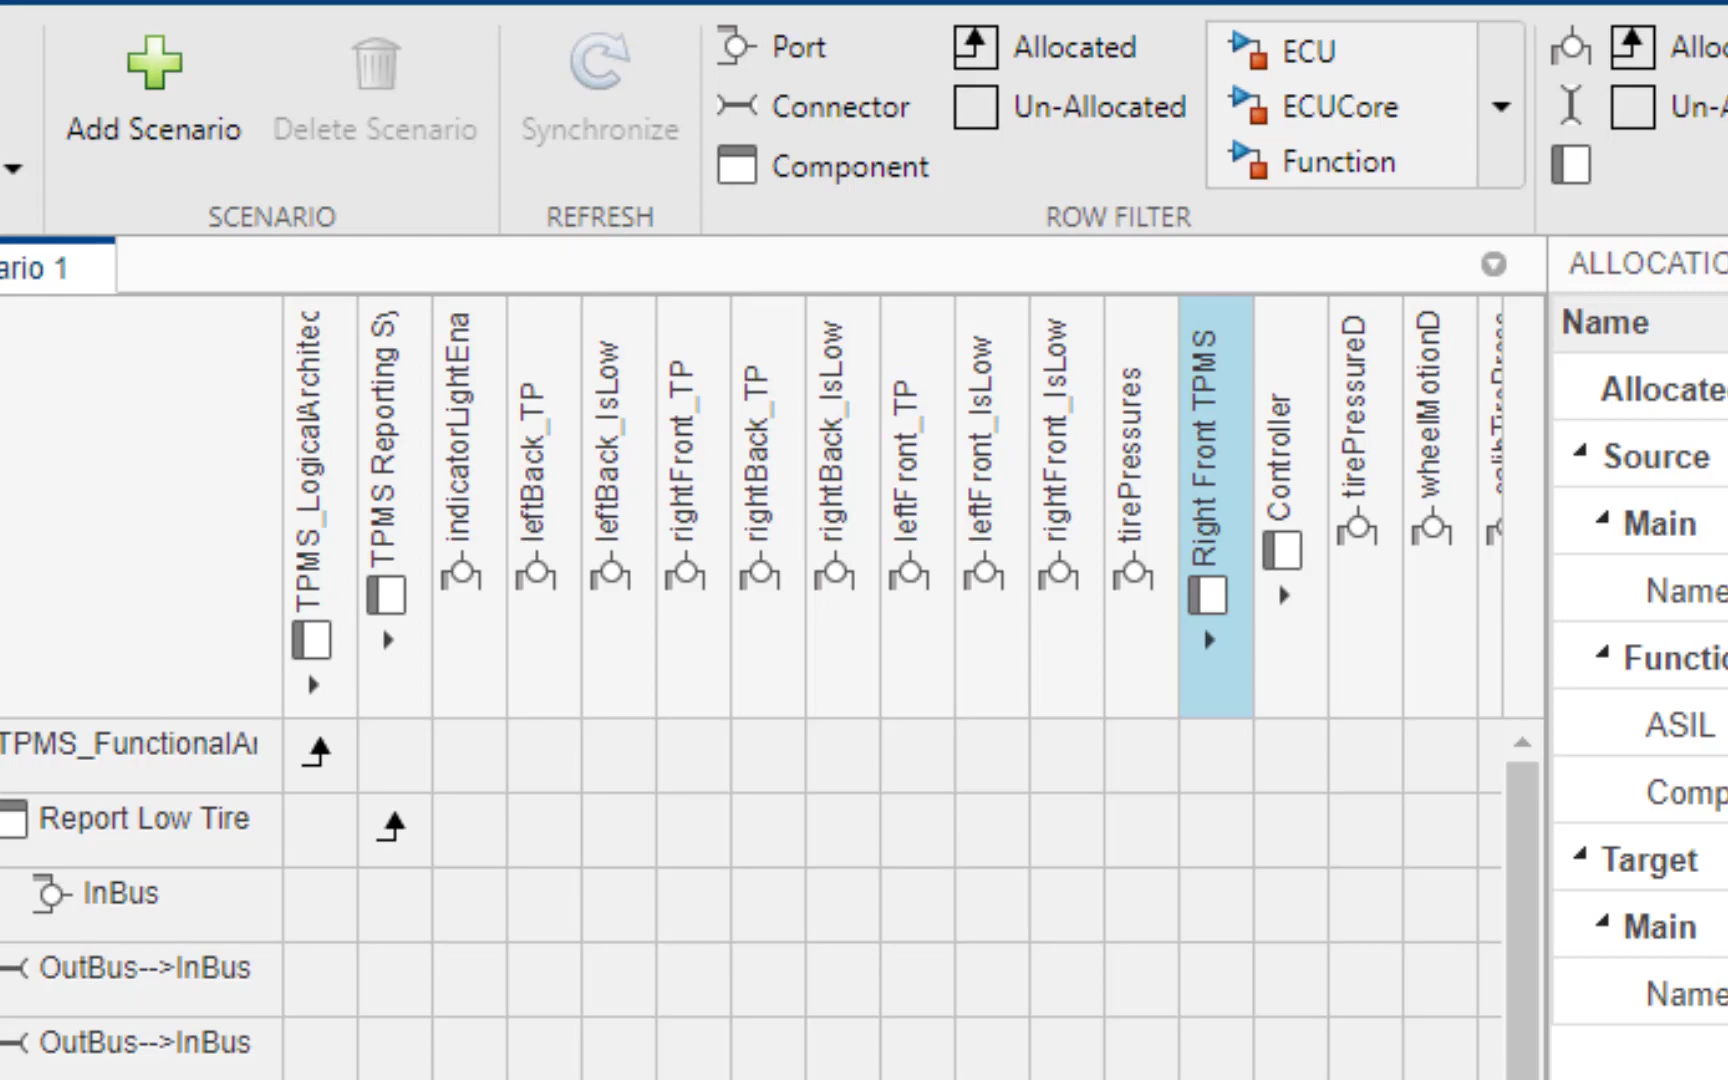 Port
Allocated
ECU
Connector
Un-Allocated
ECUCore
Add Scenario
Delete Scenario
Synchronize
Component
Function
SCENARIO
REFRESH
ROW FILTER
ario 1
ALLOCATIO
Name
TPMS_LogicalArchitec
TPMS Reporting Sy
indicatorLightEna
leftBack_TP
leftBack_IsLow
rightFront_TP
rightBack_TP
rightBack_IsLow
leftFront_TP
leftFront_IsLow
rightFront_IsLow
tirePressures
Right Front TPMS
Controller
tirePressureD
wheelMotionD
Allocate
Source
Main
Name
Functio
ASIL
Comp
Target
Main
Name
TPMS_FunctionalAr
Report Low Tire
InBus
OutBus-->InBus
OutBus-->InBus